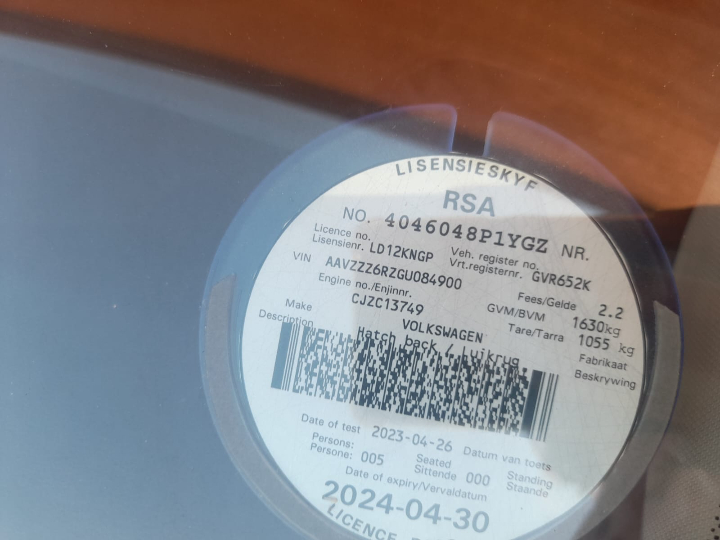 LISENSIESKYF
RSA
NO. 4046048P1YGZ NR.
Licence no. Veh. register no.
Lisensienr. LD12KNGP Vrt.registernr. GVR652K
VIN AAVZZZ6RZGU084900 Fees/Gelde 2.2
Engine no./Enjinnr. GVM/BVM 1630kg
CJZC13749 Tare/Tarra 1055 kg
Make VOLKSWAGEN Fabrikaat
Description Hatch back / Luikrug Beskrywing
Date of test 2023-04-26 Datum van toets
Persons: Seated Standing
Persone: 005 Sittende 000 Staande
Date of expiry/Vervaldatum
2024-04-30
LICENCE